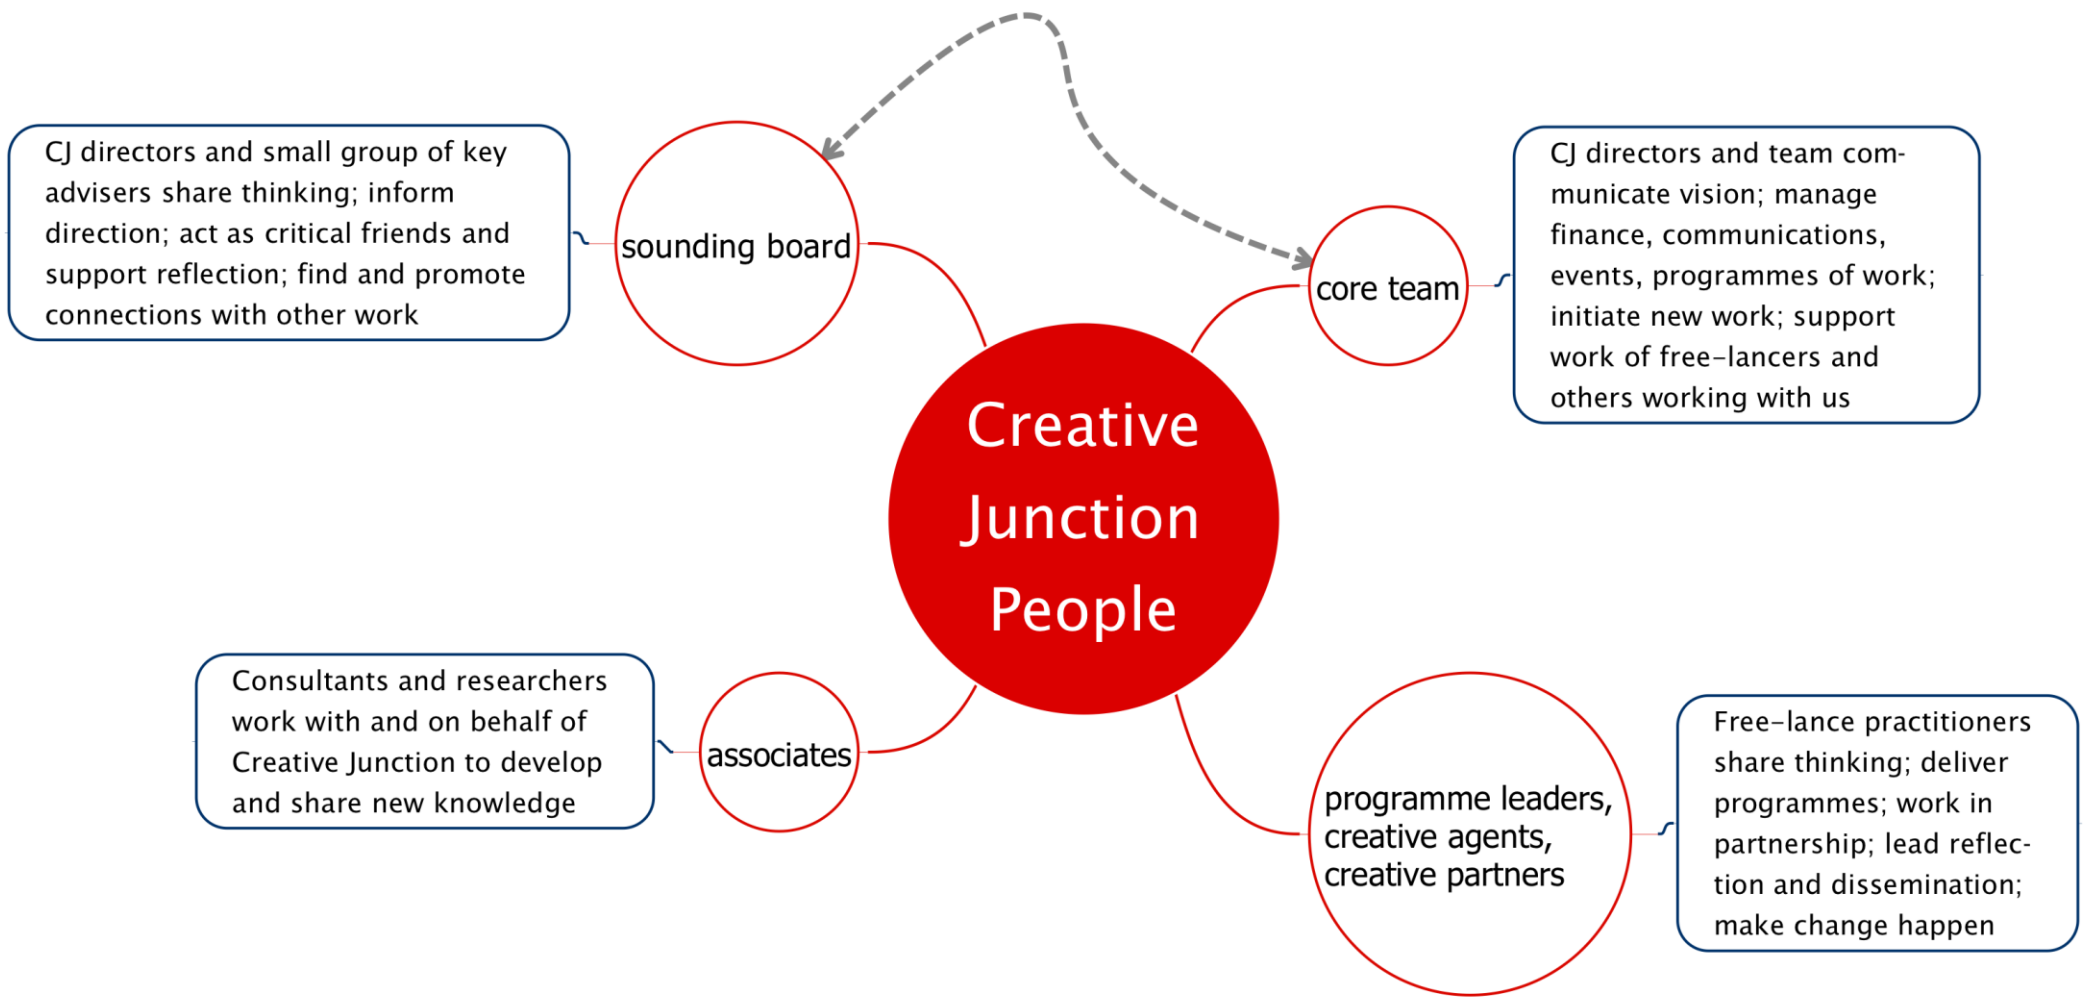 CJ directors and small group of key
advisers share thinking; inform
direction; act as critical friends and
support reflection; find and promote
connections with other work
sounding board
core team
CJ directors and team com-
municate vision; manage
finance, communications,
events, programmes of work;
initiate new work; support
work of free-lancers and
others working with us
Creative
Junction
People
Consultants and researchers
work with and on behalf of
Creative Junction to develop
and share new knowledge
associates
programme leaders,
creative agents,
creative partners
Free-lance practitioners
share thinking; deliver
programmes; work in
partnership; lead reflec-
tion and dissemination;
make change happen